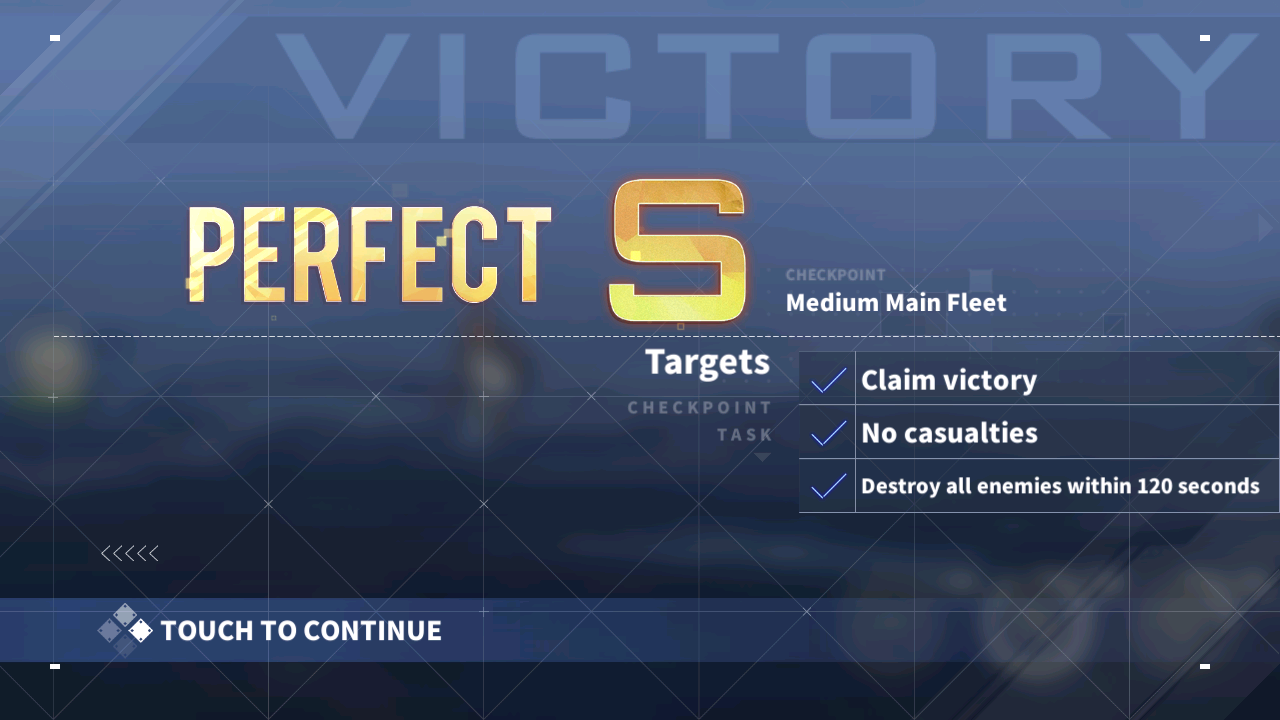 VICTORY
PERFECT S
CHECKPOINT
Medium Main Fleet
Targets
CHECKPOINT
TASK
Claim victory
No casualties
Destroy all enemies within 120 seconds
TOUCH TO CONTINUE